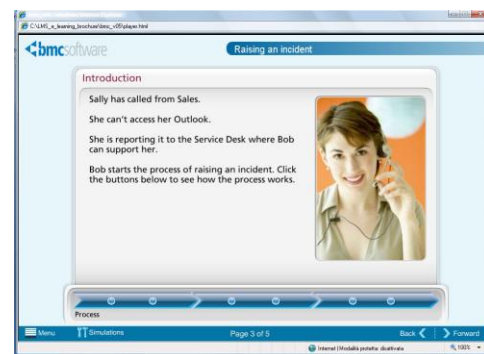 C:\LMS_e_learning_brochure\bmc_v05\player.html
bmcsoftware
Raising an incident
Introduction
Sally has called from Sales.
She can't access her Outlook.
She is reporting it to the Service Desk where Bob
can support her.
Bob starts the process of raising an incident. Click
the buttons below to see how the process works.
Process
Menu
Simulations
Page 3 of 5
Back
Forward
Internet | Modalità protetta: disattivata
100%